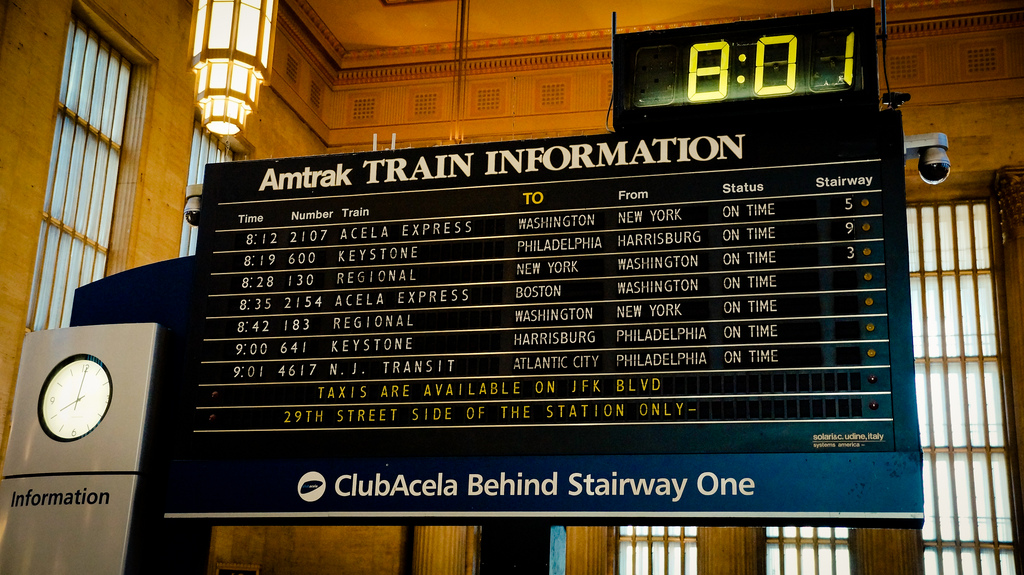 8:01
Amtrak TRAIN INFORMATION
Time Number Train TO From Status Stairway
8:12 2107 ACELA EXPRESS WASHINGTON NEW YORK ON TIME 5
8:19 600 KEYSTONE PHILADELPHIA HARRISBURG ON TIME 9
8:28 130 REGIONAL NEW YORK WASHINGTON ON TIME 3
8:35 2154 ACELA EXPRESS BOSTON WASHINGTON ON TIME
8:42 183 REGIONAL WASHINGTON NEW YORK ON TIME
9:00 641 KEYSTONE HARRISBURG PHILADELPHIA ON TIME
9:01 4617 N.J. TRANSIT ATLANTIC CITY PHILADELPHIA ON TIME
TAXIS ARE AVAILABLE ON JFK BLVD
29TH STREET SIDE OF THE STATION ONLY-
solari&c. udine, italy
systems america
ClubAcela Behind Stairway One
Information